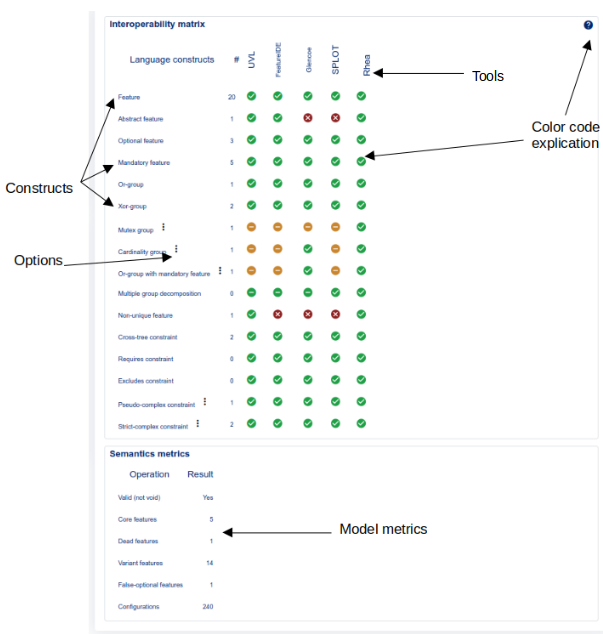 Interoperability matrix
?
Language constructs # UVL FeatureIDE Glencoe SPLOT Rhea
Tools
Feature 20
Abstract feature 1
Color code
explication
Optional feature 3
Mandatory feature 5
Constructs
Or-group 1
Xor-group 2
Mutex group 1
Options
Cardinality group 1
Or-group with mandatory feature 1
Multiple group decomposition 0
Non-unique feature 1
Cross-tree constraint 2
Requires constraint 0
Excludes constraint 0
Pseudo-complex constraint 1
Strict-complex constraint 2
Semantics metrics
Operation Result
Valid (not void) Yes
Core features 5
Model metrics
Dead features 1
Variant features 14
False-optional features 1
Configurations 240